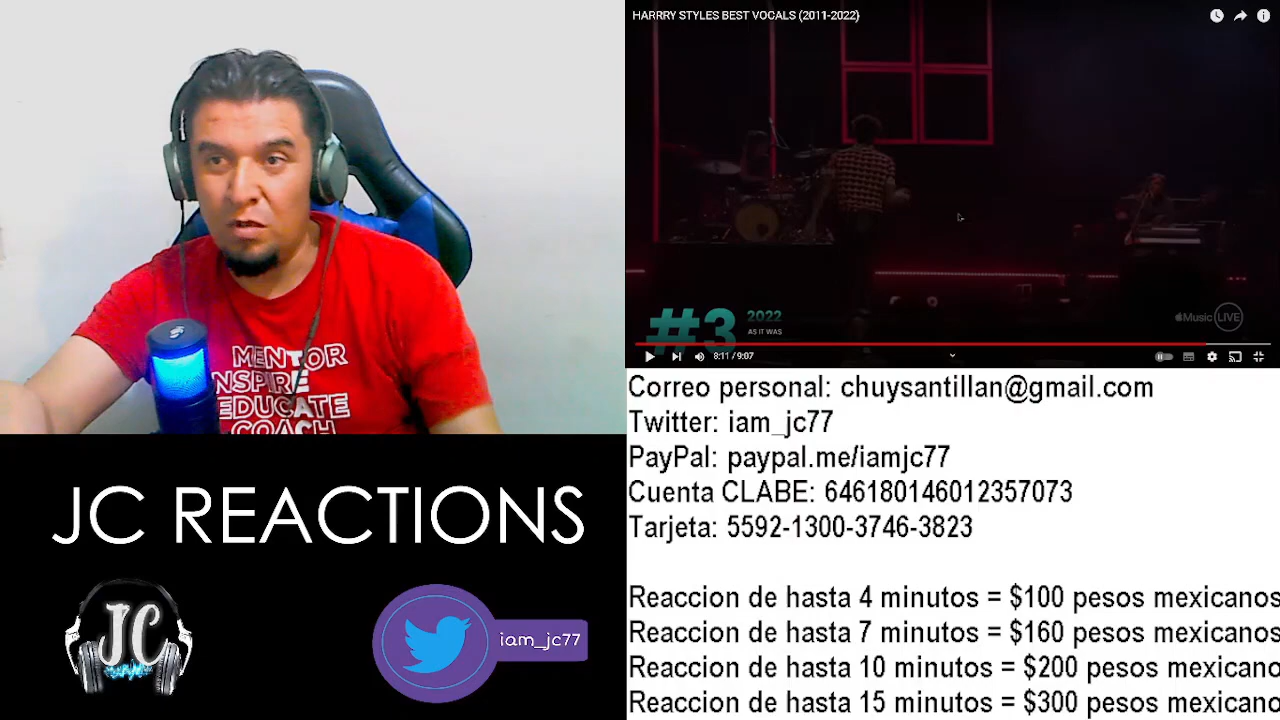 HARRRY STYLES BEST VOCALS (2011-2022)
#3
2022
AS IT WAS
Music LIVE
8:11 / 9:07
MENTOR
INSPIRE
EDUCATE
COACH
Correo personal: chuysantillan@gmail.com
Twitter: iam_jc77
PayPal: paypal.me/iamjc77
Cuenta CLABE: 646180146012357073
Tarjeta: 5592-1300-3746-3823
Reaccion de hasta 4 minutos = $100 pesos mexicanos
Reaccion de hasta 7 minutos = $160 pesos mexicanos
Reaccion de hasta 10 minutos = $200 pesos mexicano
Reaccion de hasta 15 minutos = $300 pesos mexicano
JC REACTIONS
JC
iam_jc77